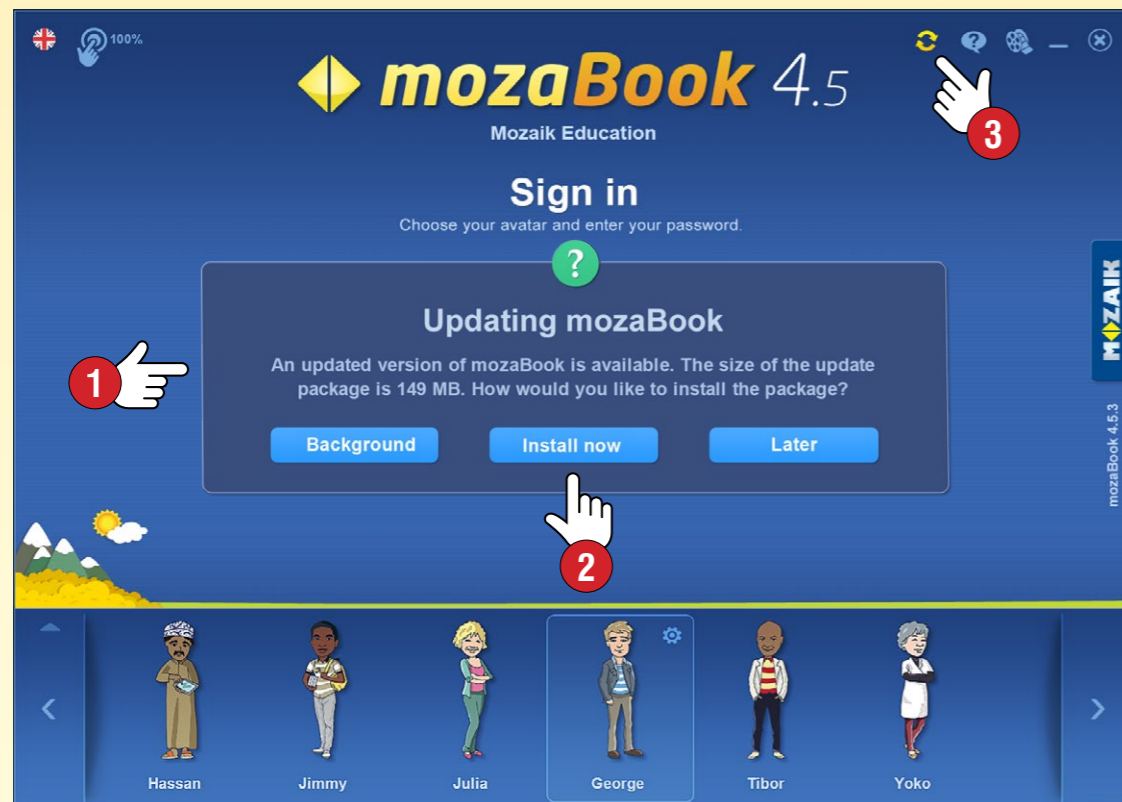 100%
mozaBook 4.5
Mozaik Education
Sign in
Choose your avatar and enter your password.
?
Updating mozaBook
An updated version of mozaBook is available. The size of the update
package is 149 MB. How would you like to install the package?
Background
Install now
Later
1
2
3
MOZAIK
mozaBook 4.5.3
Hassan
Jimmy
Julia
George
Tibor
Yoko